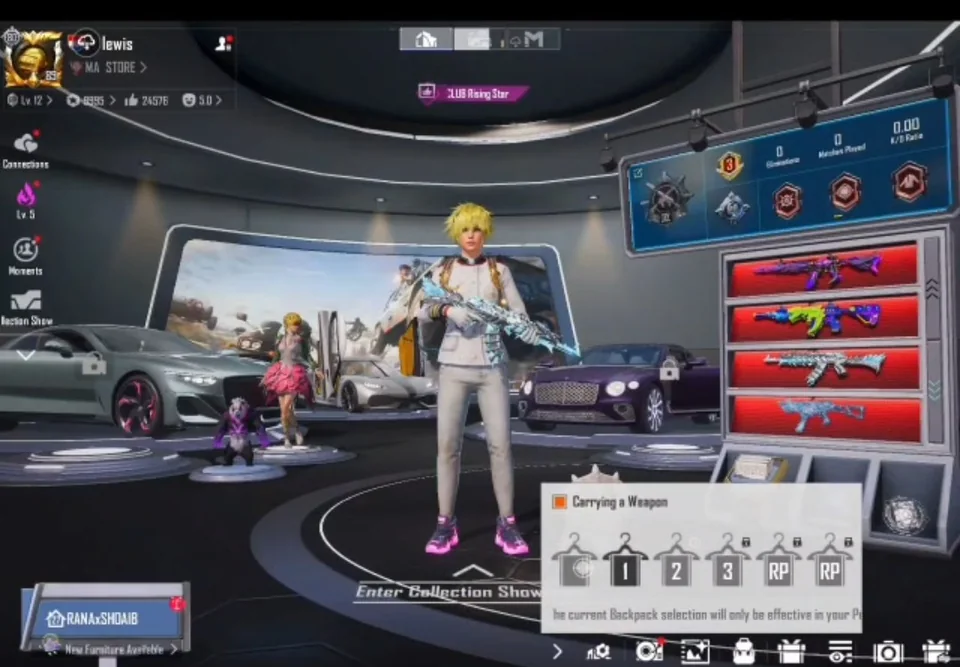 lewis
85
MA STORE >
Lv. 12 > 8995 > 24576 5.0 >
CLUB Rising Star
3
0
Eliminations
0
Matches Played
0.00
K/D Ratio
Connections
Lv. 5
Moments
llection Show
Carrying a Weapon
1 2 3 RP RP
he current Backpack selection will only be effective in your P
Enter Collection Show
RANAxSHOAIB
New Furniture Available >